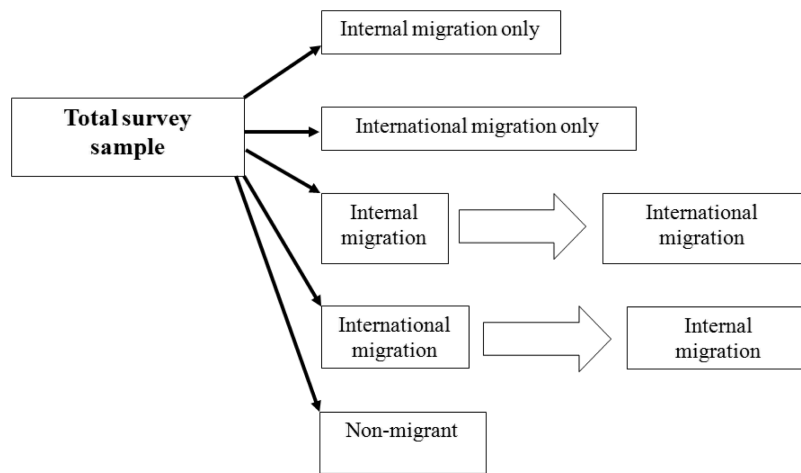 Internal migration only
Total survey
sample
International migration only
Internal
migration
International
migration
International
migration
Internal
migration
Non-migrant